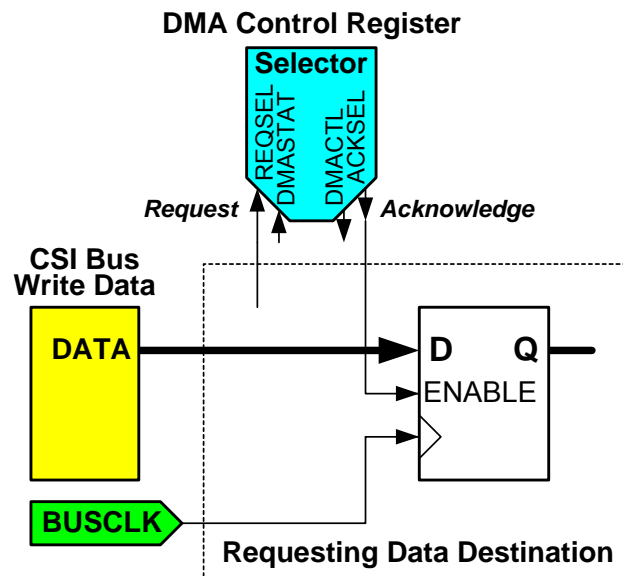 DMA Control Register
Selector
REQSEL
DMASTAT
DMACTL
ACKSEL
Request
Acknowledge
CSI Bus
Write Data
DATA
D
Q
ENABLE
BUSCLK
Requesting Data Destination